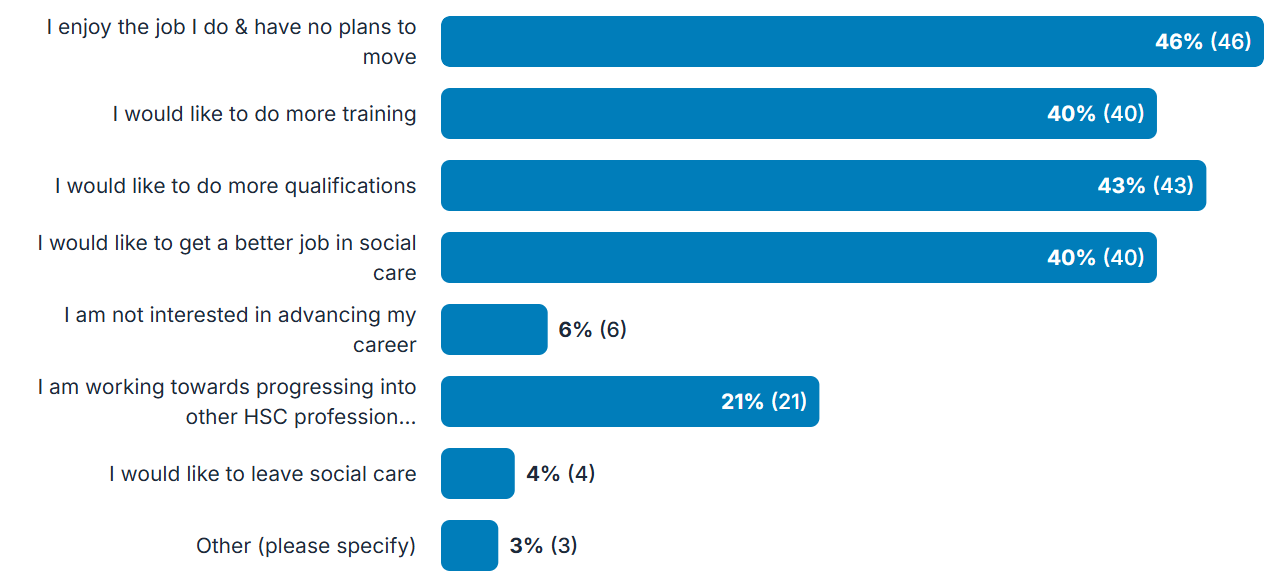 I enjoy the job I do & have no plans to
move
46% (46)
I would like to do more training
40% (40)
I would like to do more qualifications
43% (43)
I would like to get a better job in social
care
40% (40)
I am not interested in advancing my
career
6% (6)
I am working towards progressing into
other HSC profession...
21% (21)
I would like to leave social care
4% (4)
Other (please specify)
3% (3)